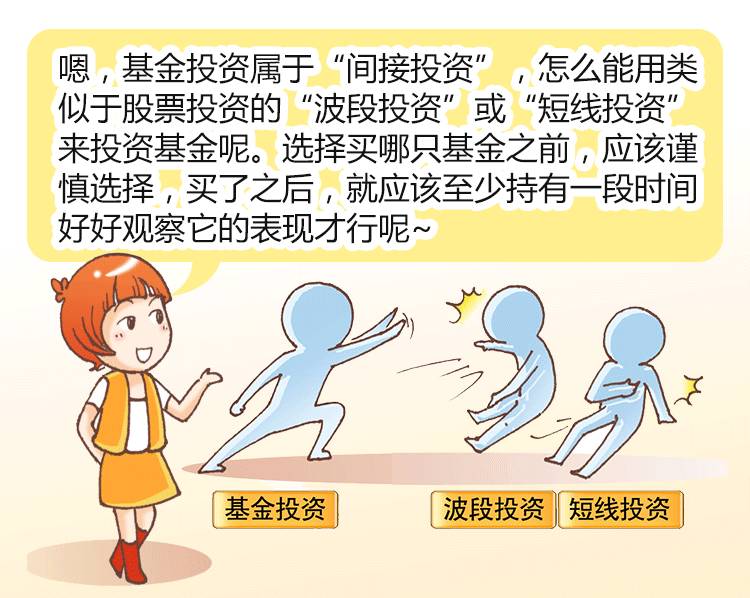 嗯，基金投资属于“间接投资”，怎么能用类
似于股票投资的“波段投资”或“短线投资”
来投资基金呢。选择买哪只基金之前，应该谨
慎选择，买了之后，就应该至少持有一段时间
好好观察它的表现才行呢~
基金投资
波段投资
短线投资